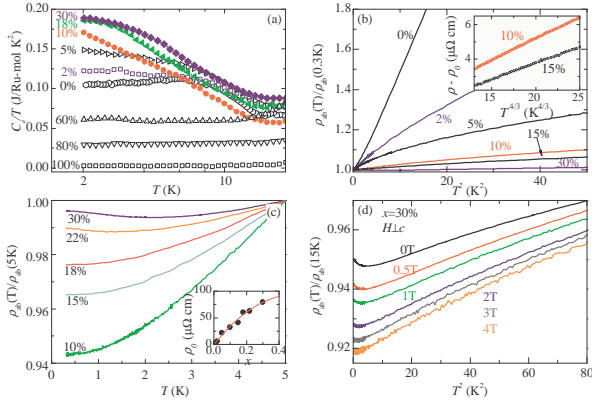 (a)
C/T (J/Ru-mol K²)
0.20
0.15
0.10
0.05
0.00
30%
18%
10%
5%
2%
0%
60%
80%
100%
2
10
T (K)
(b)
ρab(T)/ρab(0.3K)
1.8
1.6
1.4
1.2
1.0
0%
2%
5%
10%
15%
30%
0
20
40
T² (K²)
ρ - ρ₀ (μΩ cm)
6
4
10%
15%
15
20
25
T^4/3 (K^4/3)
(c)
ρab(T)/ρab(5K)
1.00
0.98
0.96
0.94
30%
22%
18%
15%
10%
0
1
2
3
4
5
T (K)
ρ₀ (μΩ cm)
100
50
0
0.0
0.2
0.4
x
(d)
x=30%
H⊥c
ρab(T)/ρab(15K)
0.96
0.94
0.92
0T
0.5T
1T
2T
3T
4T
0
20
40
60
80
T² (K²)